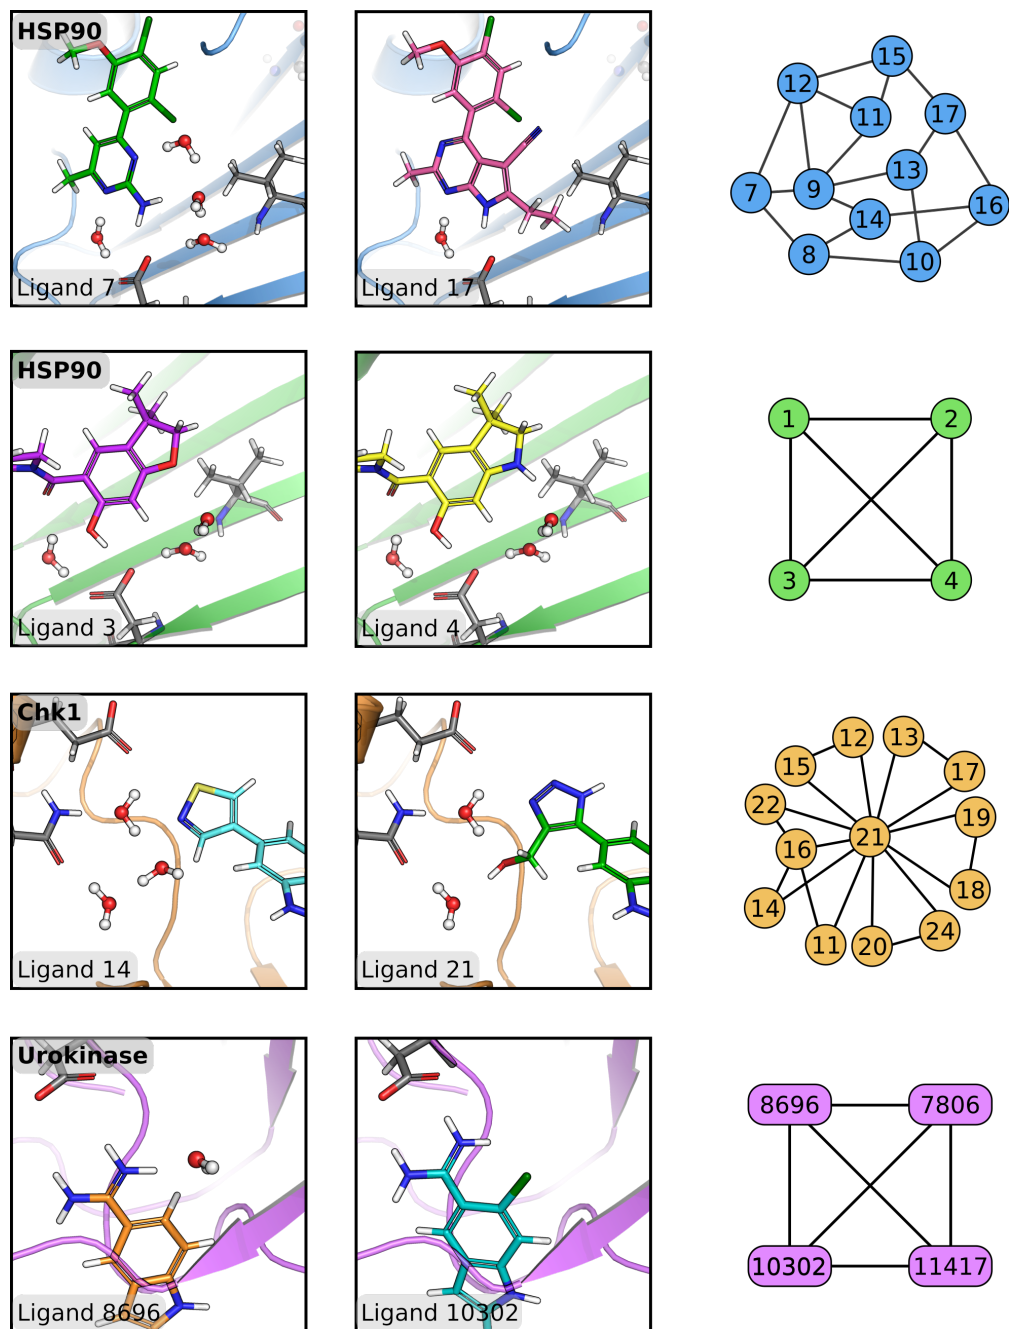 HSP90
Ligand 7
Ligand 17
15
12
11
17
13
7
9
14
16
8
10
HSP90
Ligand 3
Ligand 4
1
2
3
4
Chk1
Ligand 14
Ligand 21
12
13
15
17
22
19
21
16
18
14
11
20
24
Urokinase
Ligand 8696
Ligand 10302
8696
7806
10302
11417